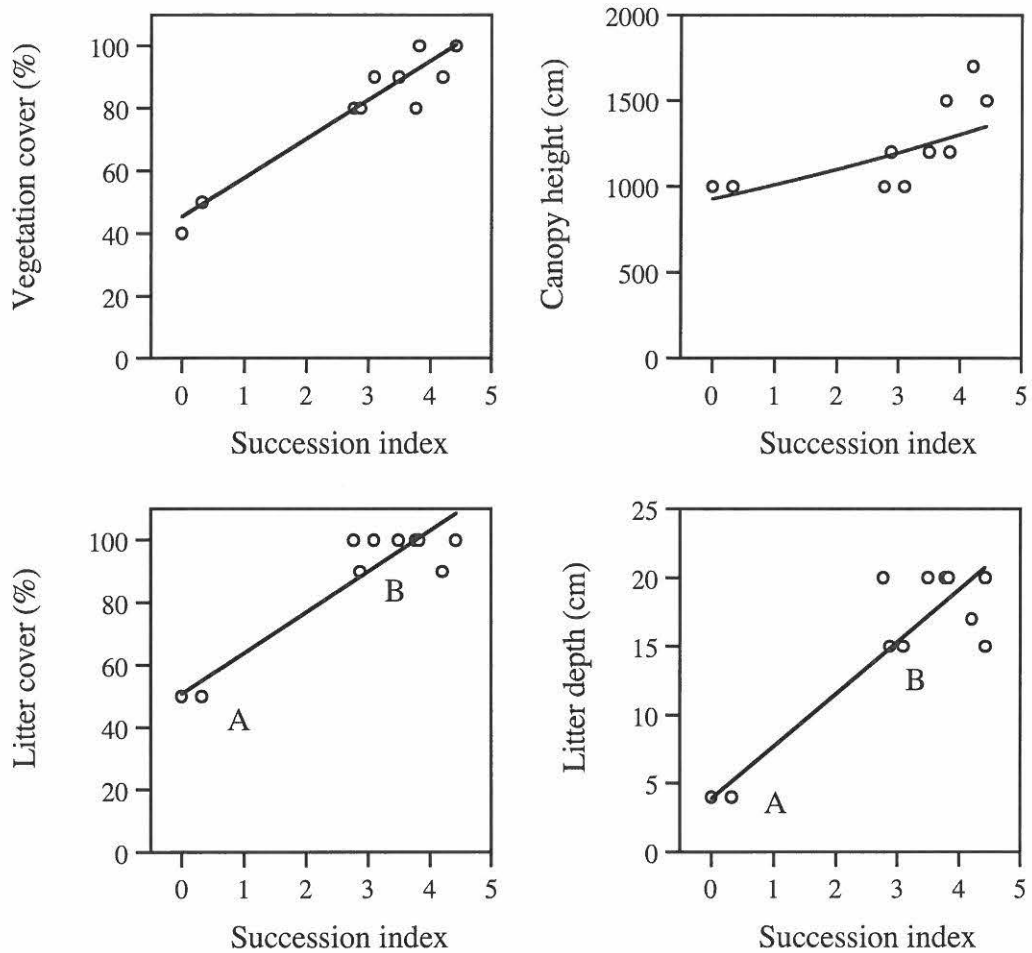 Vegetation cover (%)
100
80
60
40
20
0
0 1 2 3 4 5
Succession index
Canopy height (cm)
2000
1500
1000
500
0
0 1 2 3 4 5
Succession index
Litter cover (%)
100
80
60
40
20
0
A
B
0 1 2 3 4 5
Succession index
Litter depth (cm)
25
20
15
10
5
0
A
B
0 1 2 3 4 5
Succession index